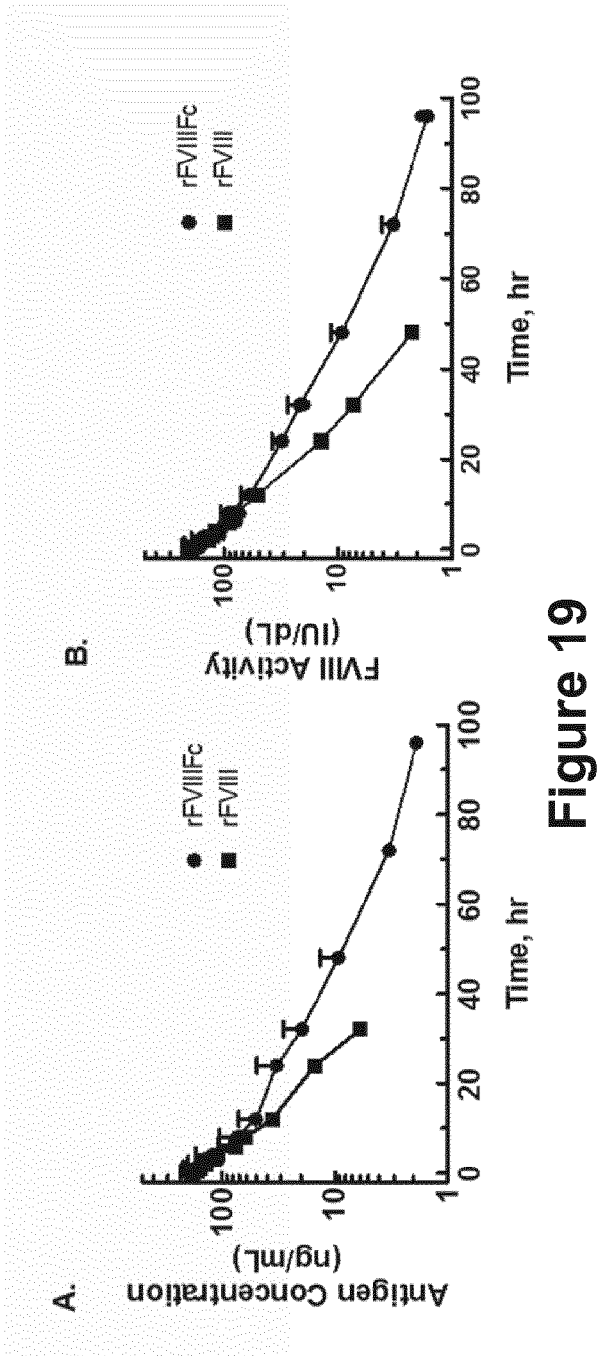 A.
Antigen Concentration
(ng/mL)
100
10
1
0
20
40
60
80
100
Time, hr
rFVIIIFc
rFVIII
B.
FVIII Activity
(IU/dL)
100
10
1
0
20
40
60
80
100
Time, hr
rFVIIIFc
rFVIII
Figure 19